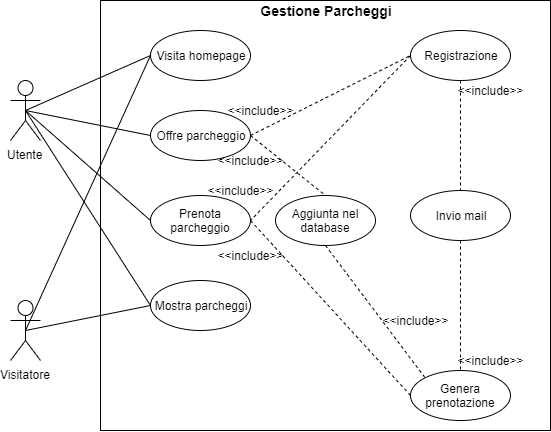 Gestione Parcheggi
Visita homepage
Registrazione
<<include>>
<<include>>
Offre parcheggio
Utente
<<include>>
<<include>>
Prenota
parcheggio
Aggiunta nel
database
Invio mail
<<include>>
Mostra parcheggi
<<include>>
Visitatore
<<include>>
Genera
prenotazione